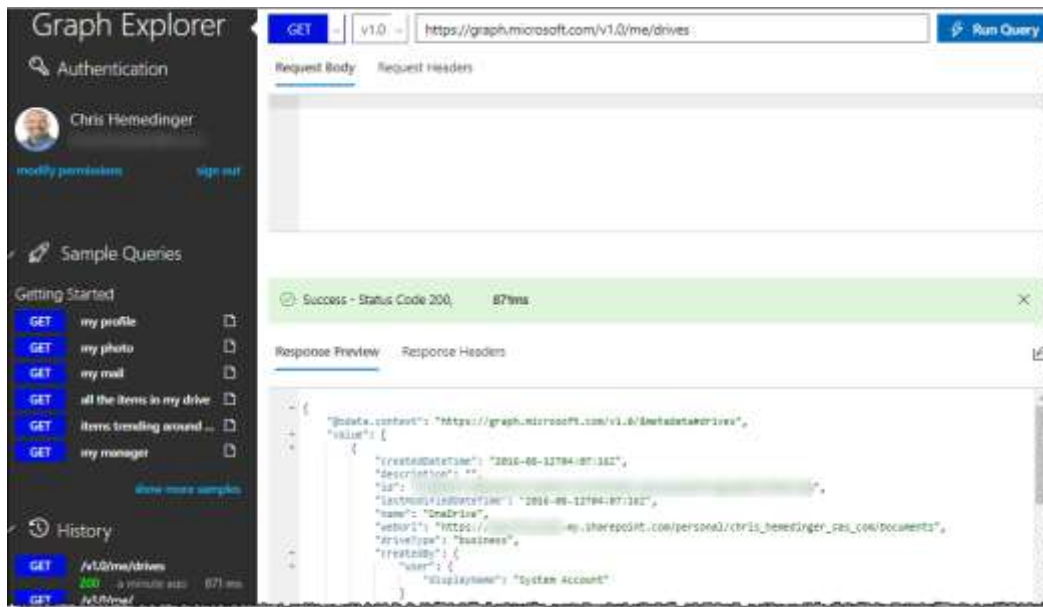 Graph Explorer
GET v1.0 https://graph.microsoft.com/v1.0/me/drives Run Query
Authentication
Request Body Request Headers
Chris Hemedinger
modify permissions sign out
Sample Queries
Getting Started
GET my profile
GET my photo
GET my mail
GET all the items in my drive
GET items trending around ...
GET my manager
show more samples
History
GET /v1.0/me/drives
200 a minute ago 871 ms
GET /v1.0/me/
Success - Status Code 200, 871ms
Response Preview Response Headers
{
"@odata.context": "https://graph.microsoft.com/v1.0/$metadata#drives",
"value": [
{
"createdDateTime": "2016-08-12T04:07:16Z",
"description": "",
"id": ",
"lastModifiedDateTime": "2016-08-12T04:07:16Z",
"name": "OneDrive",
"webUrl": "https:// -my.sharepoint.com/personal/chris_hemedinger_sas_com/Documents",
"driveType": "business",
"createdBy": {
"user": {
"displayName": "System Account"
}